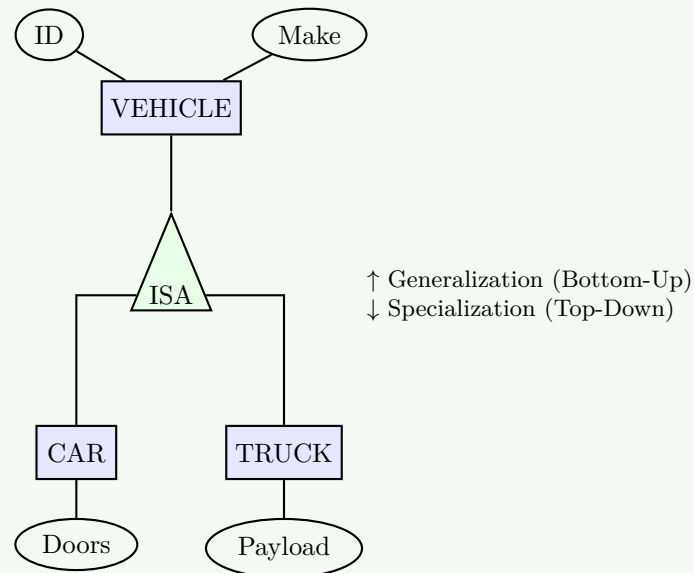 ID
Make
VEHICLE
ISA
↑ Generalization (Bottom-Up)
↓ Specialization (Top-Down)
CAR
TRUCK
Doors
Payload